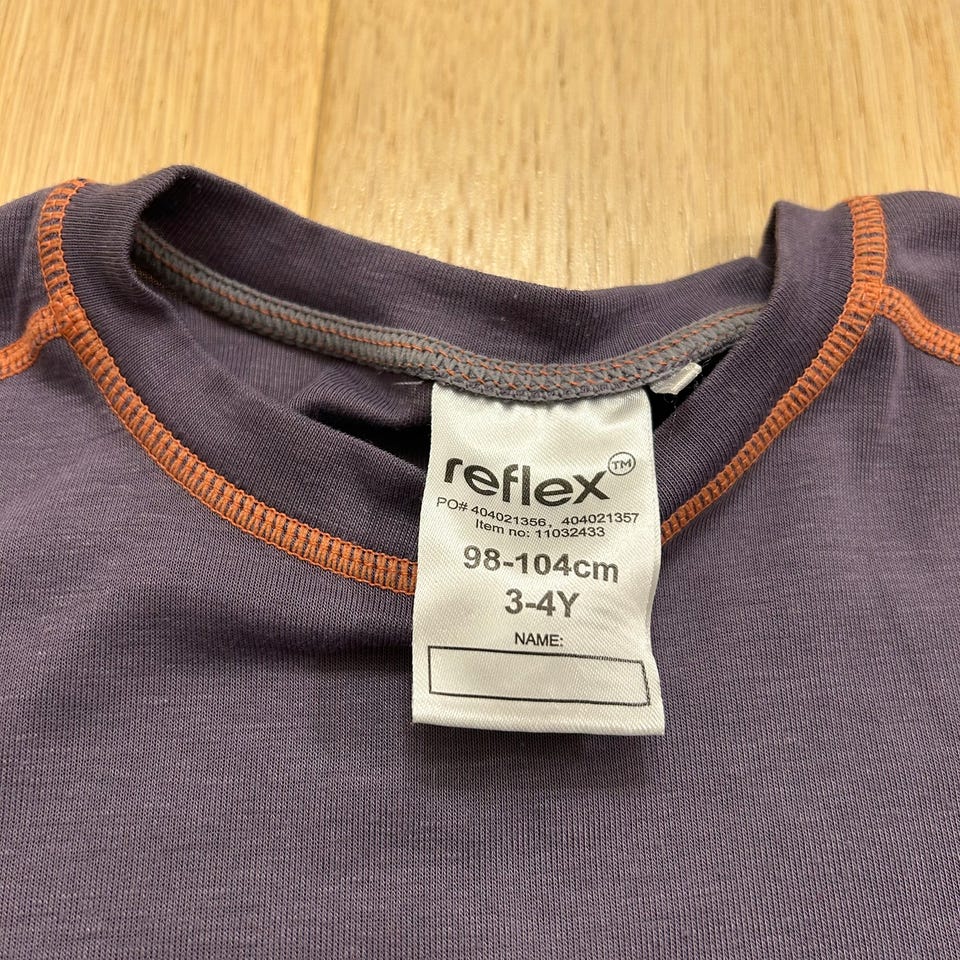 reflex™
PO# 404021356, 404021357
Item no: 11032433
98-104cm
3-4Y
NAME: